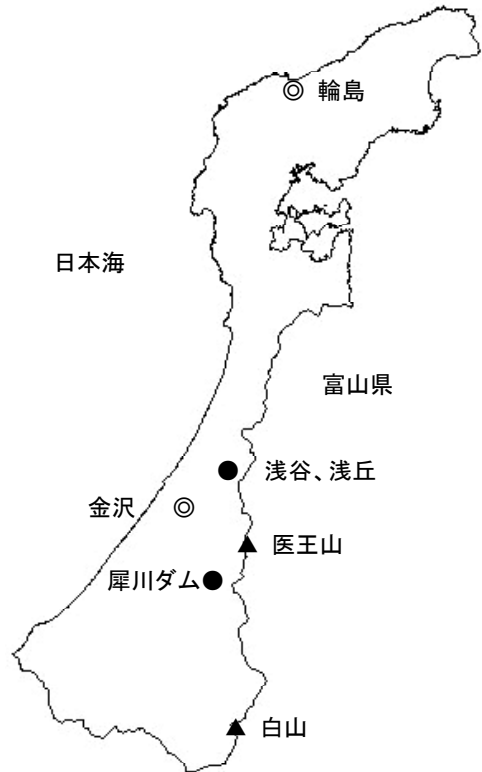 ◎ 輪島
日本海
富山県
● 浅谷、浅丘
金沢 ◎
▲ 医王山
犀川ダム ●
▲ 白山